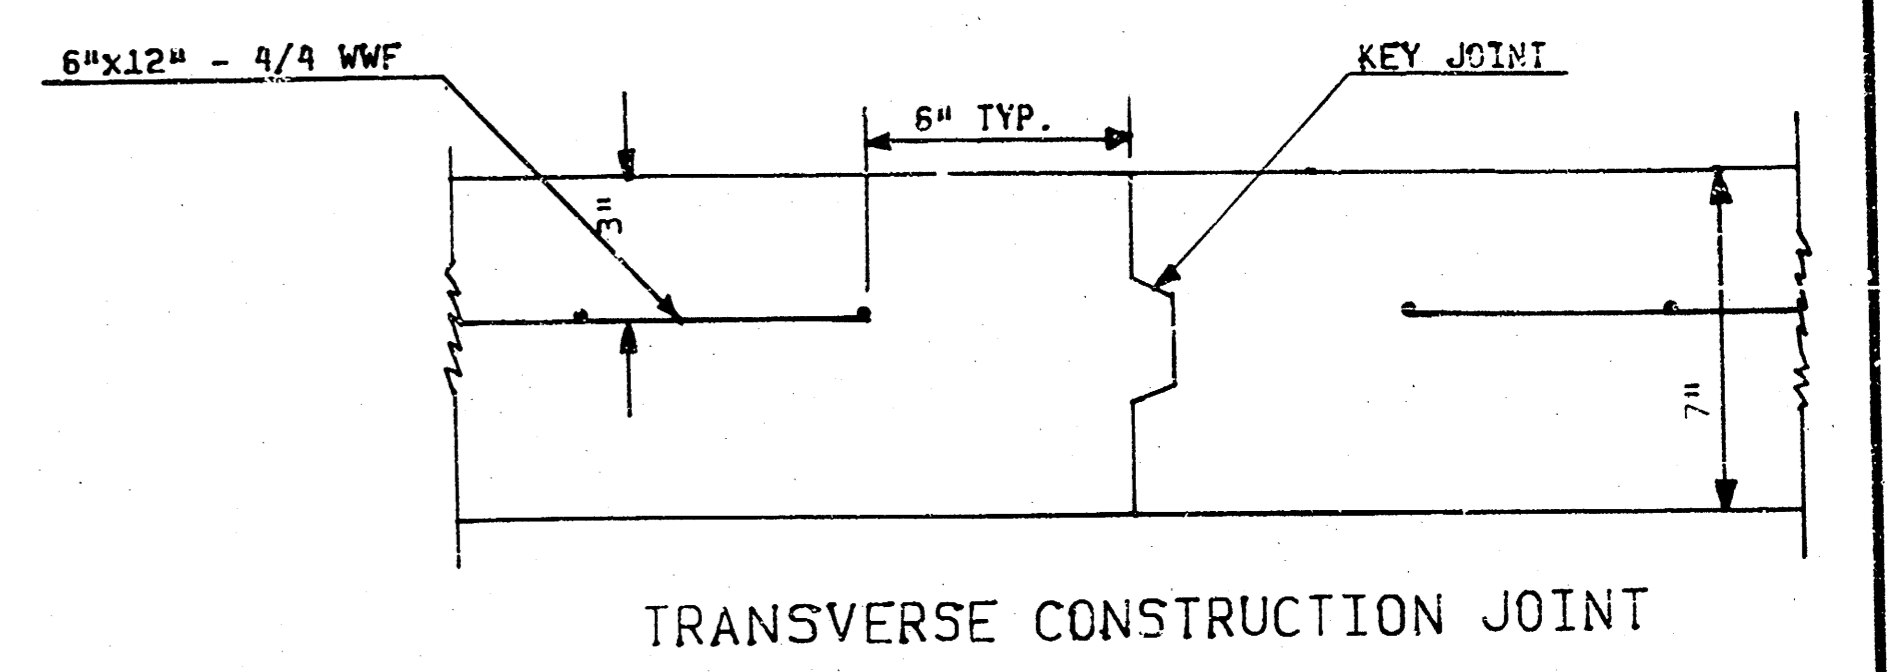 6"x12" - 4/4 WWF
KEY JOINT
6" TYP.
3"
7"
TRANSVERSE CONSTRUCTION JOINT